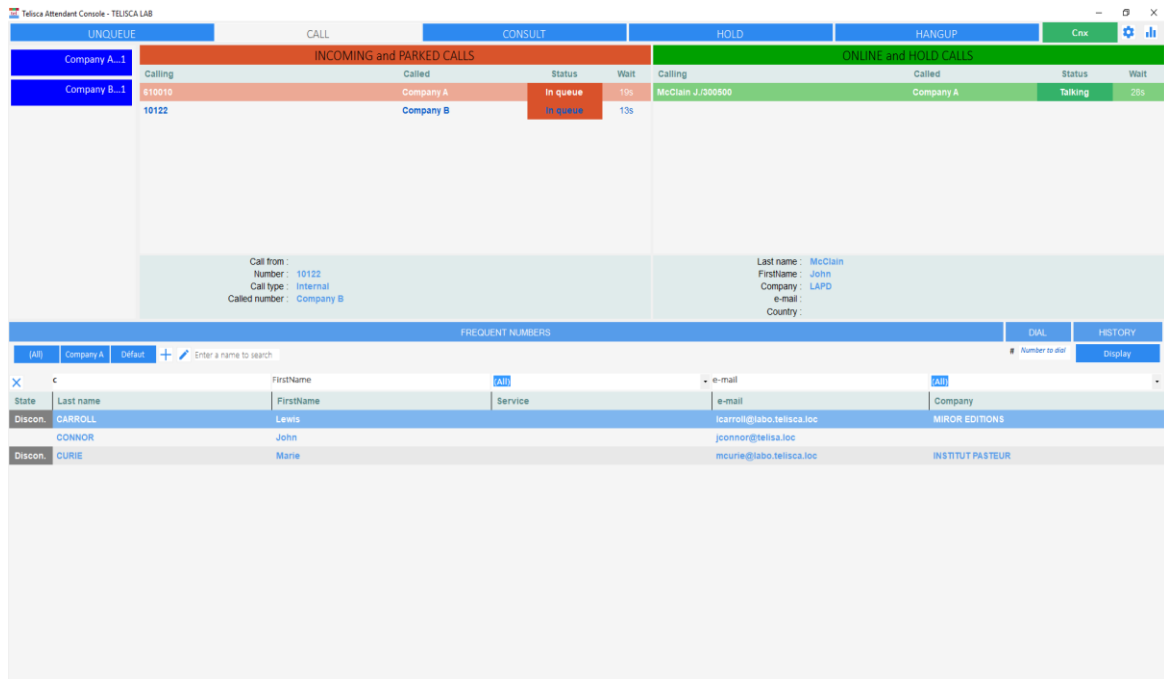 Telisca Attendant Console - TELISCA LAB
UNQUEUE CALL CONSULT HOLD HANGUP Cnx
Company A...1 INCOMING and PARKED CALLS ONLINE and HOLD CALLS
Calling Called Status Wait Calling Called Status Wait
Company B...1 610010 Company A In queue 19s McClain J./300500 Company A Talking 28s
10122 Company B In queue 13s
Call from : Last name : McClain
Number : 10122 FirstName : John
Call type : Internal Company : LAPD
Called number : Company B e-mail :
Country :
FREQUENT NUMBERS DIAL HISTORY
(All) Company A Défaut Enter a name to search # Number to dial Display
c FirstName (All) e-mail (All)
State Last name FirstName Service e-mail Company
Discon. CARROLL Lewis lcarroll@labo.telisca.loc MIROR EDITIONS
CONNOR John jconnor@telisa.loc
Discon. CURIE Marie mcurie@labo.telisca.loc INSTITUT PASTEUR